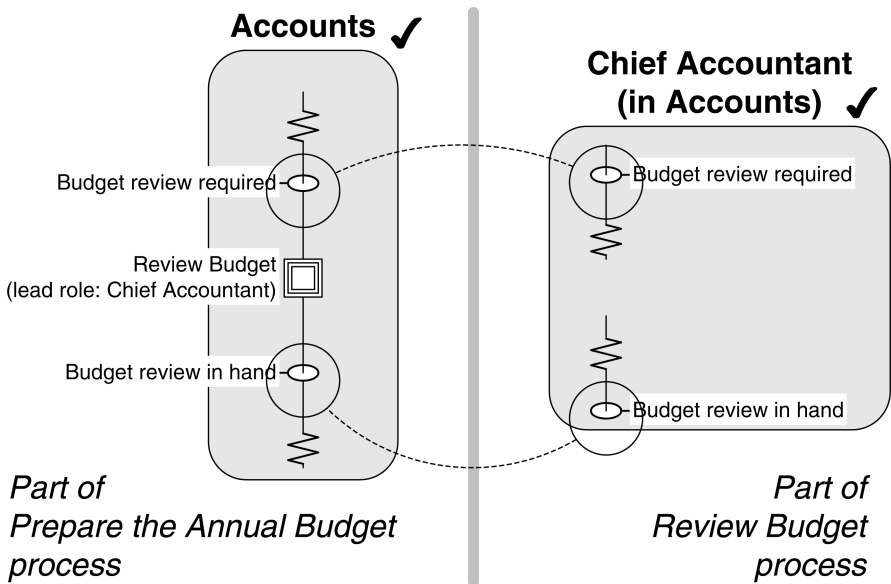 Accounts ✓
Budget review required
Review Budget
(lead role: Chief Accountant)
Budget review in hand
Part of
Prepare the Annual Budget
process
Chief Accountant
(in Accounts) ✓
Budget review required
Budget review in hand
Part of
Review Budget
process